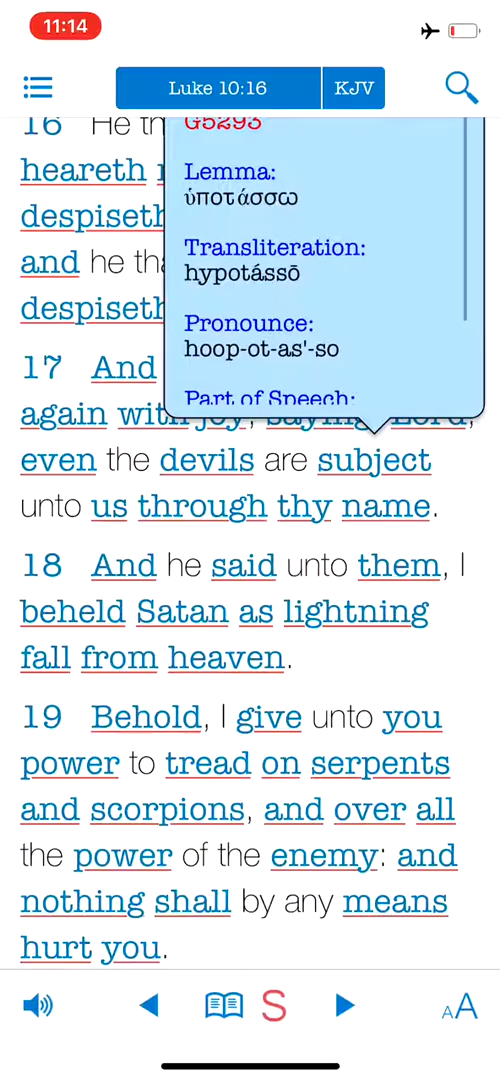 11:14
Luke 10:16 KJV
16 He th
heareth
despiseth
and he tha
despiseth
G5293
Lemma:
ὑποτάσσω
Transliteration:
hypotássō
Pronounce:
hoop-ot-as'-so
Part of Speech:
17 And
again with joy, saying, Lord,
even the devils are subject
unto us through thy name.
18 And he said unto them, I
beheld Satan as lightning
fall from heaven.
19 Behold, I give unto you
power to tread on serpents
and scorpions, and over all
the power of the enemy: and
nothing shall by any means
hurt you.
S
AA